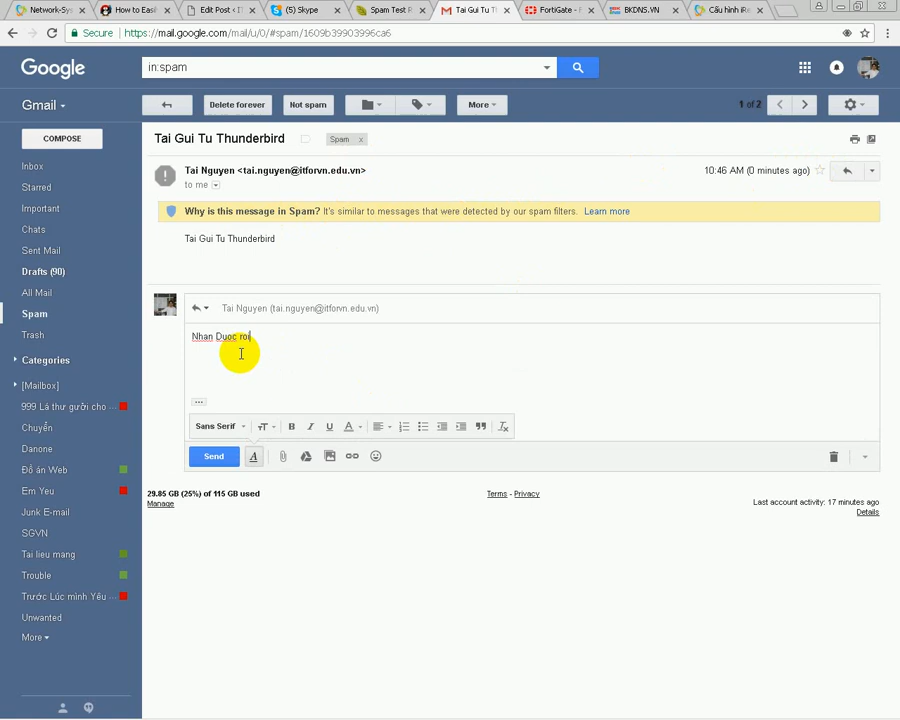 Network-Sys
How to Easil
Edit Post ‹ IT
(5) Skype
Spam Test R
Tai Gui Tu Th
FortiGate - F
BKDNS.VN
Cấu hình iRe
Secure https://mail.google.com/mail/u/0/#spam/1609b39903996ca6
Google
in:spam
Gmail
Delete forever
Not spam
More
1 of 2
COMPOSE
Inbox
Starred
Important
Chats
Sent Mail
Drafts (90)
All Mail
Spam
Trash
Categories
[Mailbox]
999 Lá thư gười cho ...
Chuyển
Danone
Đồ án Web
Em Yeu
Junk E-mail
SGVN
Tai lieu mang
Trouble
Trước Lúc mình Yêu ...
Unwanted
More
Tai Gui Tu Thunderbird
Spam x
Tai Nguyen <tai.nguyen@itforvn.edu.vn>
10:46 AM (0 minutes ago)
to me
Why is this message in Spam? It's similar to messages that were detected by our spam filters. Learn more
Tai Gui Tu Thunderbird
Tai Nguyen (tai.nguyen@itforvn.edu.vn)
Nhan Duoc roi
Sans Serif
Send
29.85 GB (25%) of 115 GB used
Manage
Terms - Privacy
Last account activity: 17 minutes ago
Details